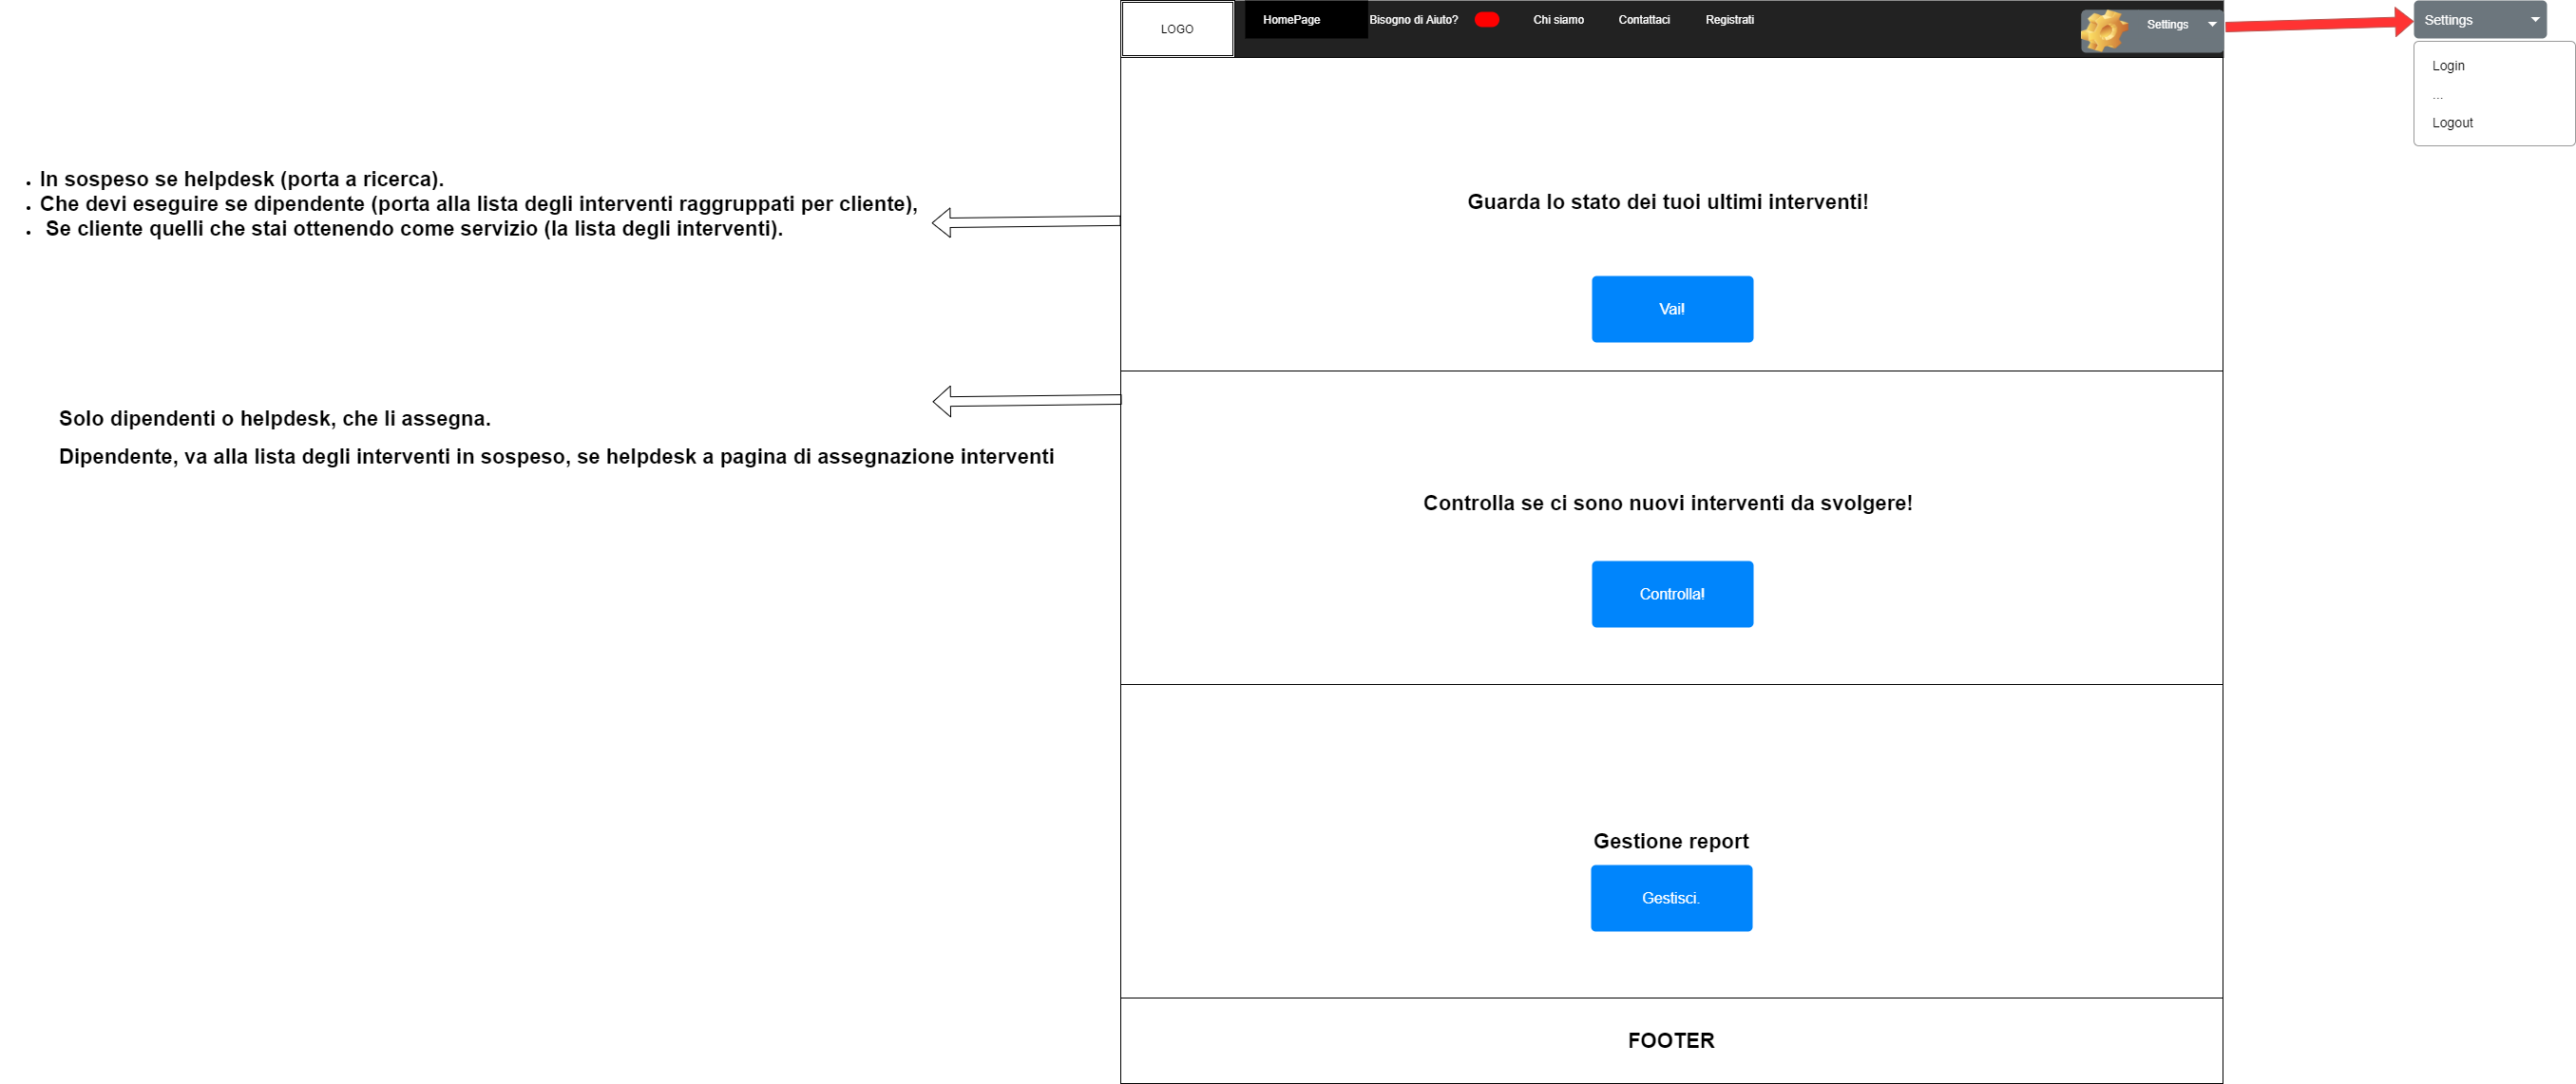 LOGO
HomePage
Bisogno di Aiuto?
Chi siamo
Contattaci
Registrati
Settings
Settings
Login
...
Logout
In sospeso se helpdesk (porta a ricerca).
Che devi eseguire se dipendente (porta alla lista degli interventi raggruppati per cliente),
Se cliente quelli che stai ottenendo come servizio (la lista degli interventi).
Guarda lo stato dei tuoi ultimi interventi!
Vai!
Solo dipendenti o helpdesk, che li assegna.
Dipendente, va alla lista degli interventi in sospeso, se helpdesk a pagina di assegnazione interventi
Controlla se ci sono nuovi interventi da svolgere!
Controlla!
Gestione report
Gestisci.
FOOTER